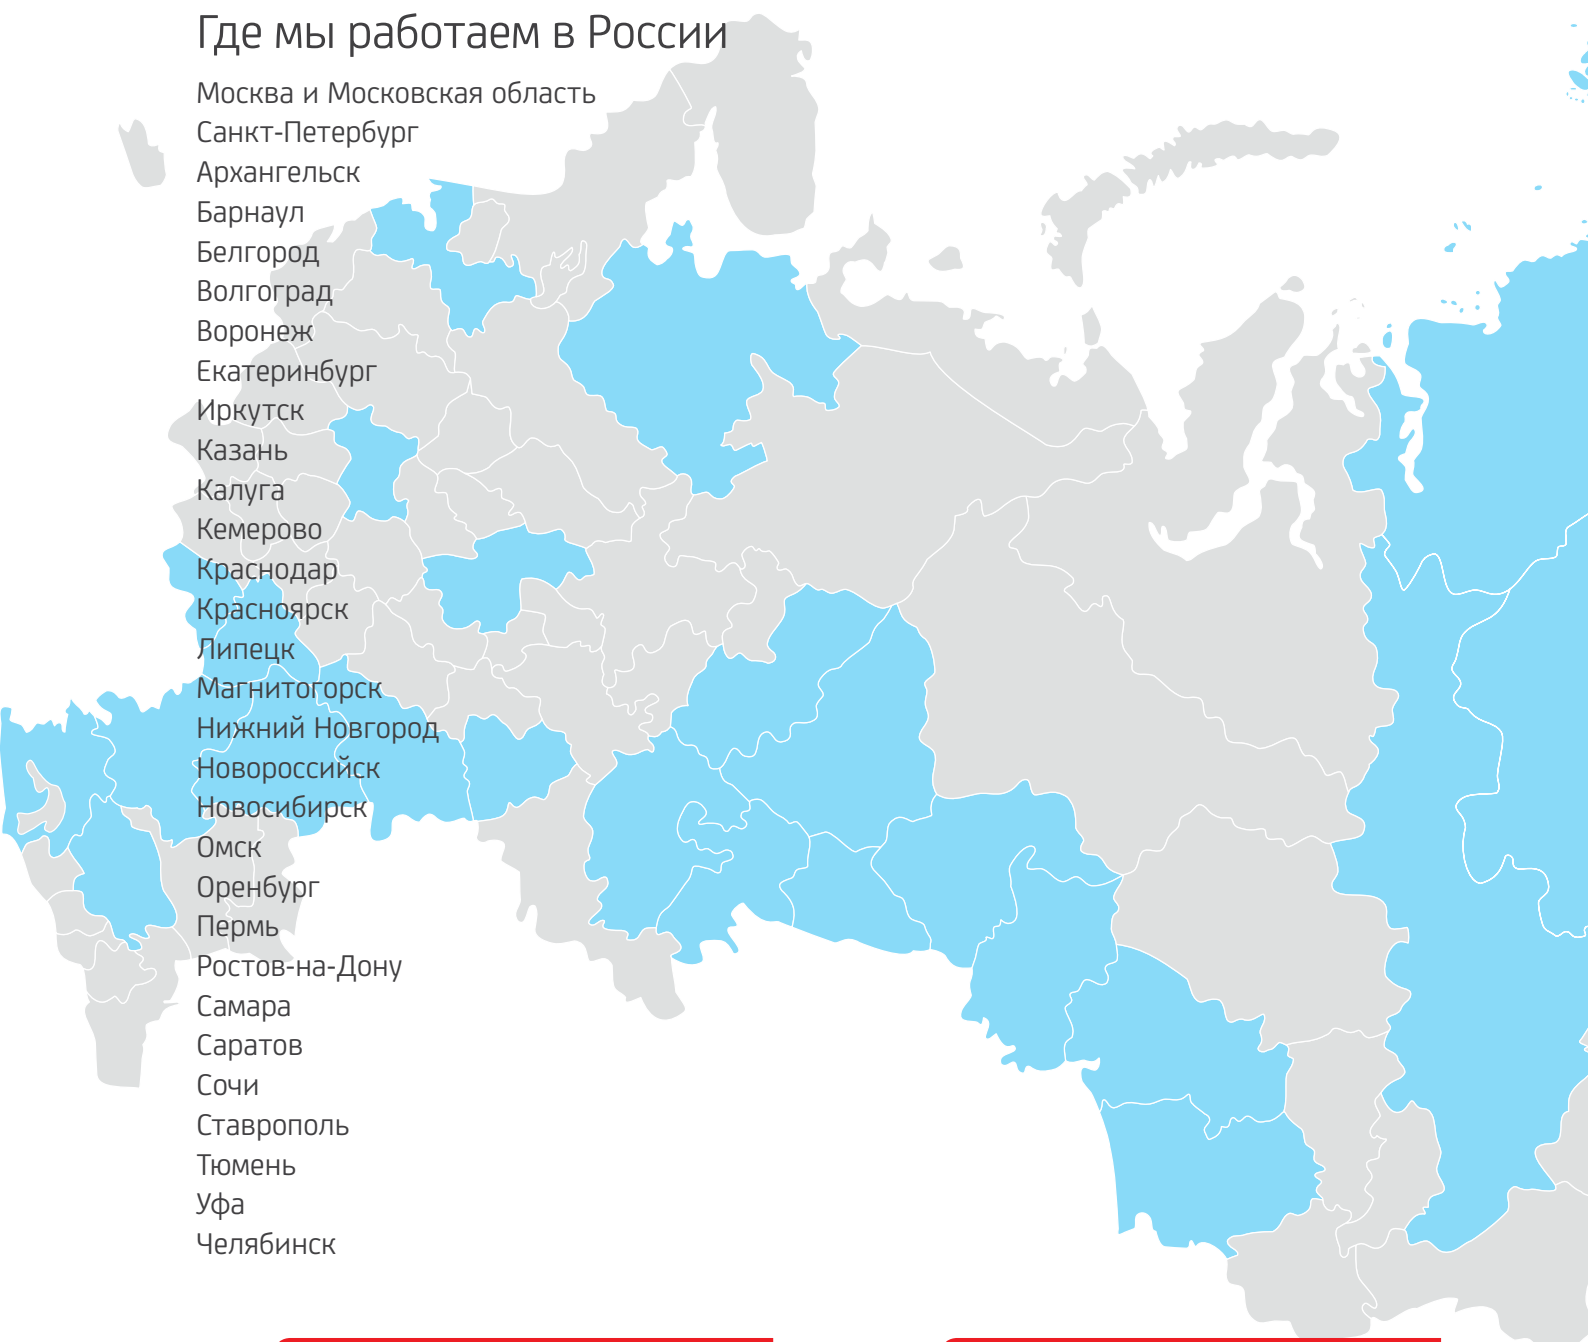 Где мы работаем в России
Москва и Московская область
Санкт-Петербург
Архангельск
Барнаул
Белгород
Волгоград
Воронеж
Екатеринбург
Иркутск
Казань
Калуга
Кемерово
Краснодар
Красноярск
Липецк
Магнитогорск
Нижний Новгород
Новороссийск
Новосибирск
Омск
Оренбург
Пермь
Ростов-на-Дону
Самара
Саратов
Сочи
Ставрополь
Тюмень
Уфа
Челябинск